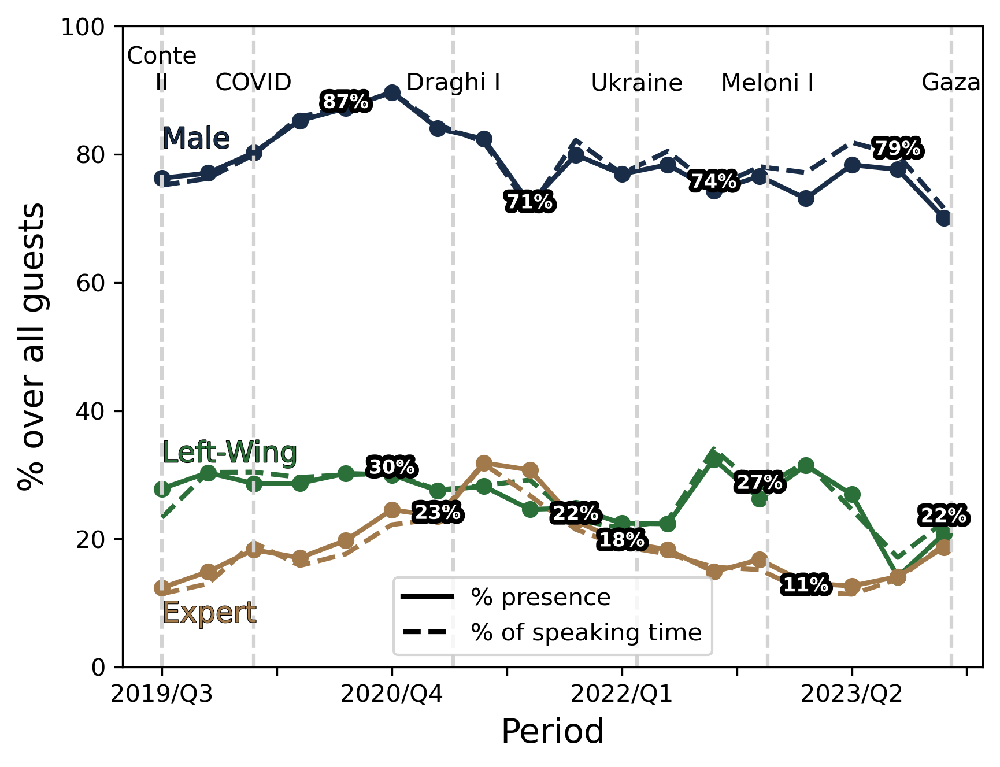 100
80
60
40
20
0
% over all guests
Conte
II
COVID
Draghi I
Ukraine
Meloni I
Gaza
Male
87%
71%
74%
79%
Left-Wing
30%
23%
22%
18%
27%
11%
22%
Expert
% presence
% of speaking time
2019/Q3
2020/Q4
2022/Q1
2023/Q2
Period